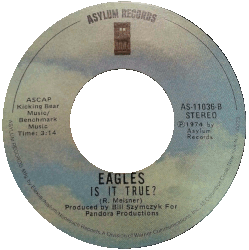 ASYLUM RECORDS
ASCAP
Kicking Bear
Music/
Benchmark
Music
Time: 3:14
AS-11036-B
STEREO
℗1974 by
Asylum
Records
EAGLES
IS IT TRUE?
(R. Meisner)
Produced by Bill Szymczyk For
Pandora Productions